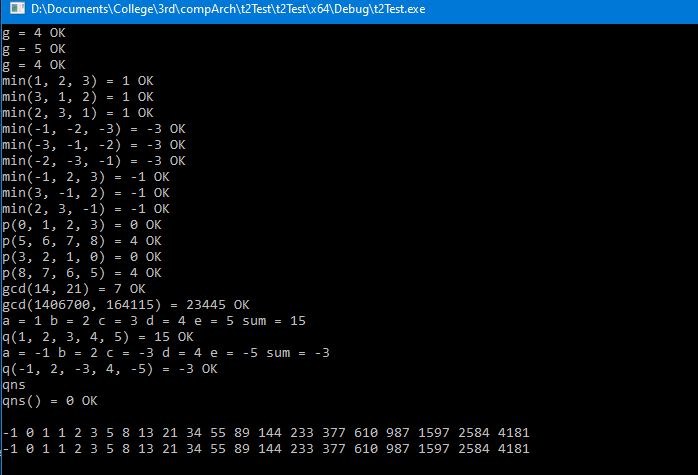 D:\Documents\College\3rd\compArch\t2Test\t2Test\x64\Debug\t2Test.exe
g = 4 OK
g = 5 OK
g = 4 OK
min(1, 2, 3) = 1 OK
min(3, 1, 2) = 1 OK
min(2, 3, 1) = 1 OK
min(-1, -2, -3) = -3 OK
min(-3, -1, -2) = -3 OK
min(-2, -3, -1) = -3 OK
min(-1, 2, 3) = -1 OK
min(3, -1, 2) = -1 OK
min(2, 3, -1) = -1 OK
p(0, 1, 2, 3) = 0 OK
p(5, 6, 7, 8) = 4 OK
p(3, 2, 1, 0) = 0 OK
p(8, 7, 6, 5) = 4 OK
gcd(14, 21) = 7 OK
gcd(1406700, 164115) = 23445 OK
a = 1 b = 2 c = 3 d = 4 e = 5 sum = 15
q(1, 2, 3, 4, 5) = 15 OK
a = -1 b = 2 c = -3 d = 4 e = -5 sum = -3
q(-1, 2, -3, 4, -5) = -3 OK
qns
qns() = 0 OK
-1 0 1 1 2 3 5 8 13 21 34 55 89 144 233 377 610 987 1597 2584 4181
-1 0 1 1 2 3 5 8 13 21 34 55 89 144 233 377 610 987 1597 2584 4181